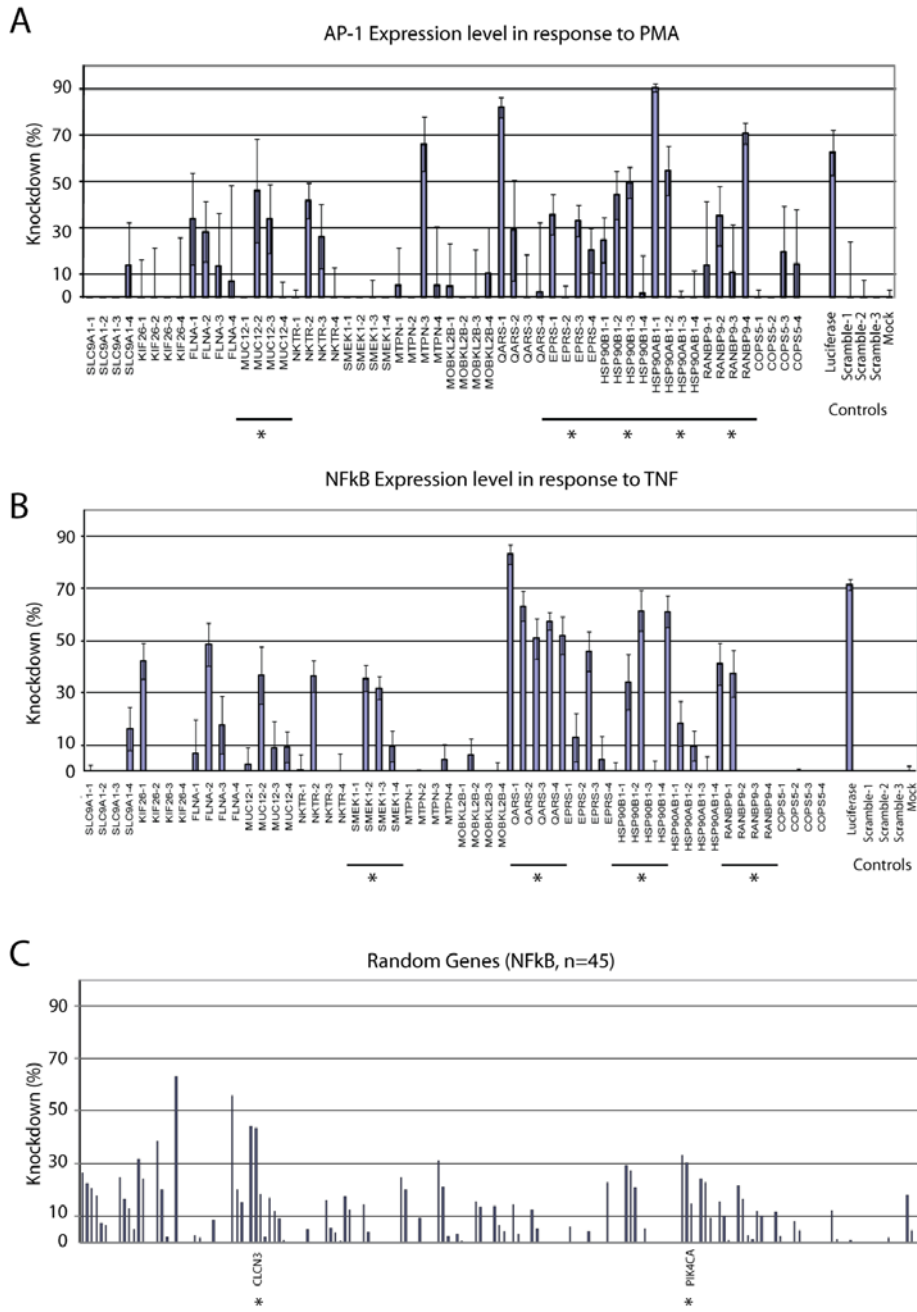 A
AP-1 Expression level in response to PMA
Knockdown (%)
90
70
50
30
10
0
SLC9A1-1
SLC9A1-2
SLC9A1-3
SLC9A1-4
KIF26-1
KIF26-2
KIF26-3
KIF26-4
FLNA-1
FLNA-2
FLNA-3
FLNA-4
MUC12-1
MUC12-2
MUC12-3
MUC12-4
NKTR-1
NKTR-2
NKTR-3
NKTR-4
SMEK1-1
SMEK1-2
SMEK1-3
SMEK1-4
MTPN-1
MTPN-2
MTPN-3
MTPN-4
MOBKL2B-1
MOBKL2B-2
MOBKL2B-3
MOBKL2B-4
QARS-1
QARS-2
QARS-3
QARS-4
EPRS-1
EPRS-2
EPRS-3
EPRS-4
HSP90B1-1
HSP90B1-2
HSP90B1-3
HSP90B1-4
HSP90AB1-1
HSP90AB1-2
HSP90AB1-3
HSP90AB1-4
RANBP9-1
RANBP9-2
RANBP9-3
RANBP9-4
COPS5-1
COPS5-2
COPS5-3
COPS5-4
Luciferase
Scramble-1
Scramble-2
Scramble-3
Mock
Controls
* * * * *
B
NFkB Expression level in response to TNF
Knockdown (%)
90
70
50
30
10
0
SLC9A1-1
SLC9A1-2
SLC9A1-3
SLC9A1-4
KIF26-1
KIF26-2
KIF26-3
KIF26-4
FLNA-1
FLNA-2
FLNA-3
FLNA-4
MUC12-1
MUC12-2
MUC12-3
MUC12-4
NKTR-1
NKTR-2
NKTR-3
NKTR-4
SMEK1-1
SMEK1-2
SMEK1-3
SMEK1-4
MTPN-1
MTPN-2
MTPN-3
MTPN-4
MOBKL2B-1
MOBKL2B-2
MOBKL2B-3
MOBKL2B-4
QARS-1
QARS-2
QARS-3
QARS-4
EPRS-1
EPRS-2
EPRS-3
EPRS-4
HSP90B1-1
HSP90B1-2
HSP90B1-3
HSP90B1-4
HSP90AB1-1
HSP90AB1-2
HSP90AB1-3
HSP90AB1-4
RANBP9-1
RANBP9-2
RANBP9-3
RANBP9-4
COPS5-1
COPS5-2
COPS5-3
COPS5-4
Luciferase
Scramble-1
Scramble-2
Scramble-3
Mock
Controls
* * * *
C
Random Genes (NFkB, n=45)
Knockdown (%)
90
70
50
30
10
0
CLCN3
PIK4CA
* *